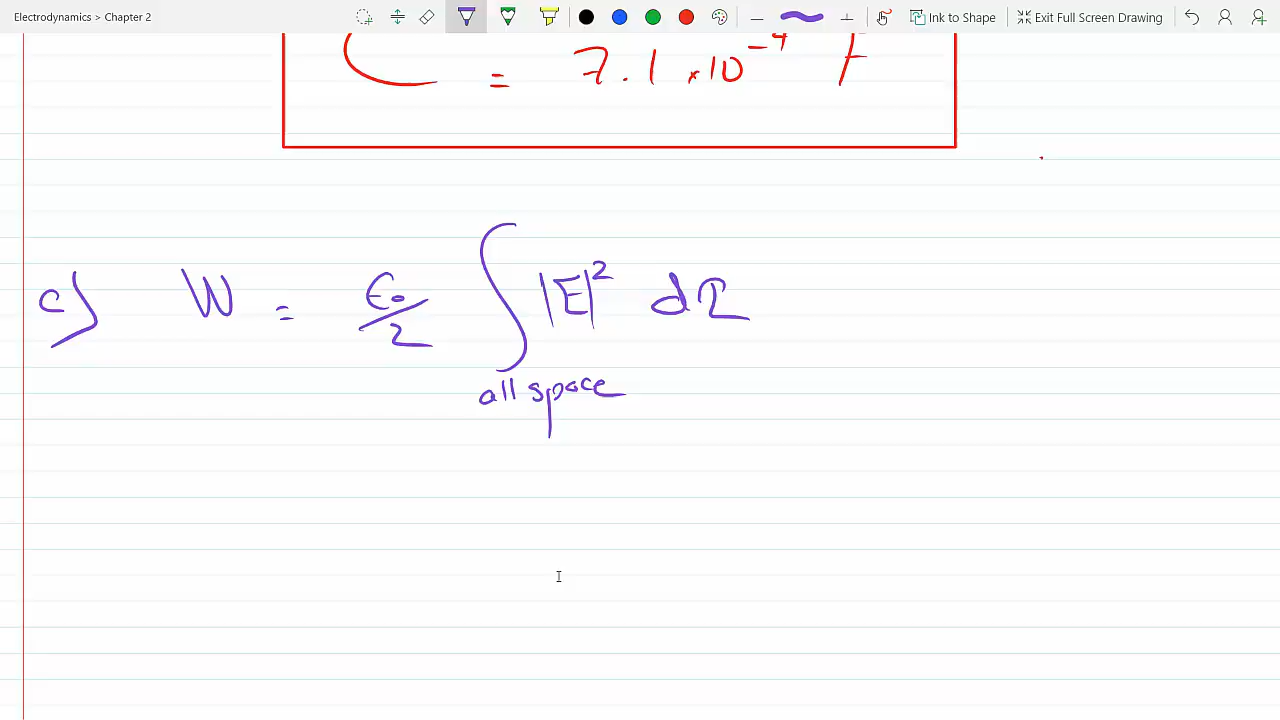 Electrodynamics > Chapter 2
Ink to Shape
Exit Full Screen Drawing
C = 7.1 × 10⁻⁴ F
c) W = ε₀/2 ∫ |E|² dτ
all space